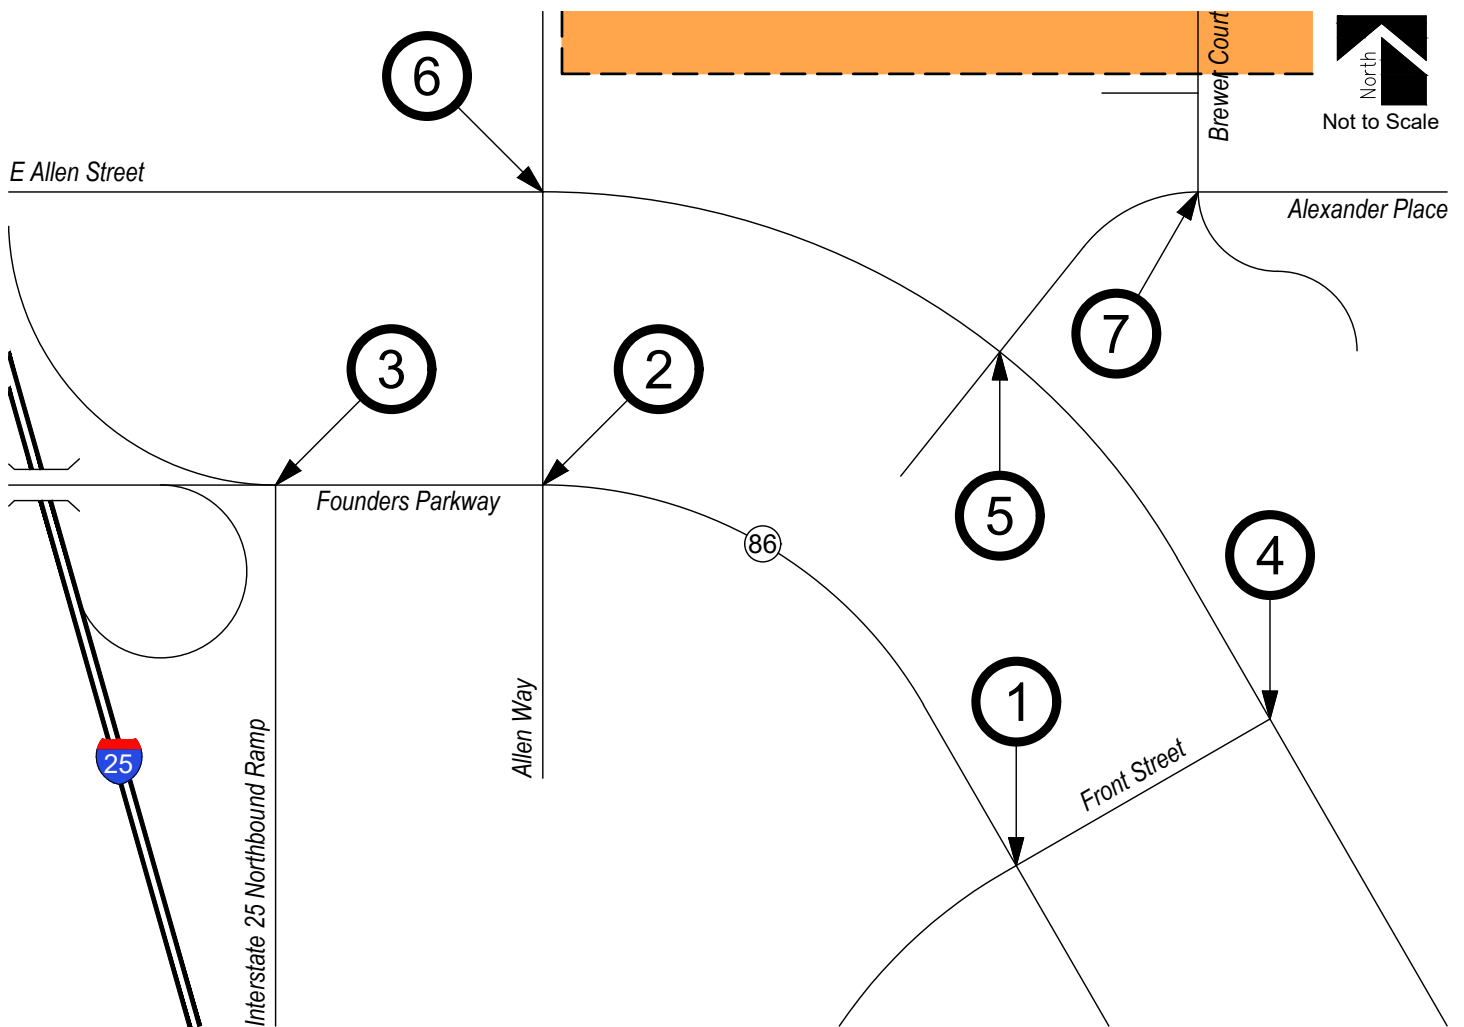 6
Brewer Court
North
Not to Scale
E Allen Street
Alexander Place
3
2
7
Founders Parkway
86
5
4
1
25
Interstate 25 Northbound Ramp
Allen Way
Front Street